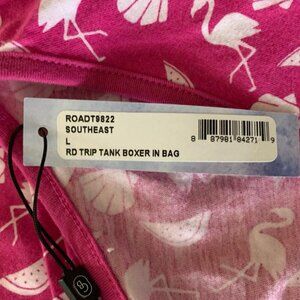 ROADT9822
SOUTHEAST
L
RD TRIP TANK BOXER IN BAG
8 87981 84271 9